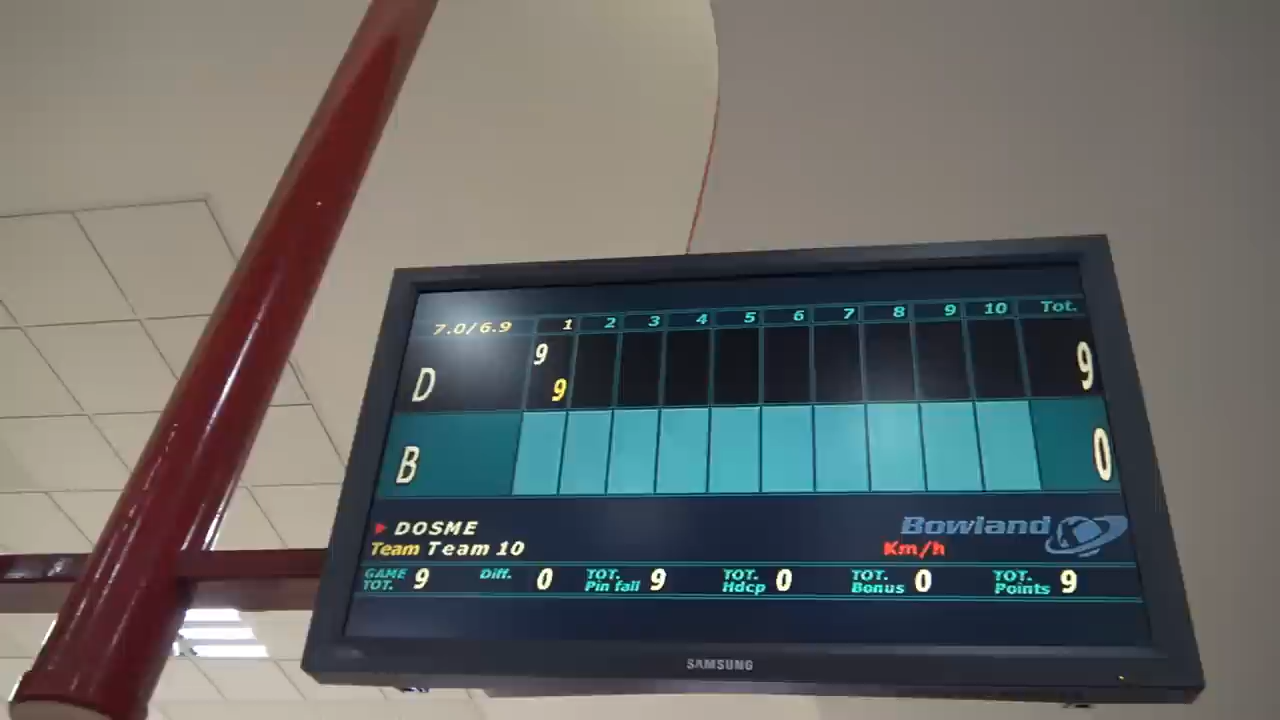 7.0/6.9 1 2 3 4 5 6 7 8 9 10 Tot.
9
D 9 9
B 0
DOSME
Team Team 10
Bowland
Km/h
GAME TOT. 9 Diff. 0 TOT. Pin fall 9 TOT. Hdcp 0 TOT. Bonus 0 TOT. Points 9
SAMSUNG